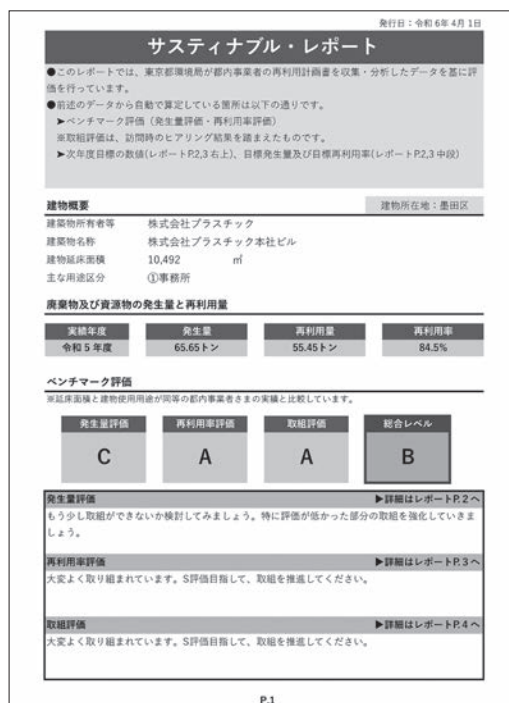 発行日：令和 6年 4月 1日
サスティナブル・レポート
●このレポートでは、東京都環境局が都内事業者の再利用計画書を収集・分析したデータを基に評
価を行っています。
●前述のデータから自動で算定している箇所は以下の通りです。
▶ベンチマーク評価（発生量評価・再利用率評価）
※取組評価は、訪問時のヒアリング結果を踏まえたものです。
▶次年度目標の数値(レポートP.2,3 右上)、目標発生量及び目標再利用率(レポートP.2,3 中段)
建物概要 建物所在地：墨田区
建築物所有者等 株式会社プラスチック
建築物名称 株式会社プラスチック本社ビル
建物延床面積 10,492 ㎡
主な用途区分 ①事務所
廃棄物及び資源物の発生量と再利用量
実績年度 発生量 再利用量 再利用率
令和 5 年度 65.65トン 55.45トン 84.5%
ベンチマーク評価
※延床面積と建物使用用途が同等の都内事業者さまの実績と比較しています。
発生量評価 再利用率評価 取組評価 総合レベル
C A A B
発生量評価 ▶詳細はレポートP.2 へ
もう少し取組ができないか検討してみましょう。特に評価が低かった部分の取組を強化していきま
しょう。
再利用率評価 ▶詳細はレポートP.3 へ
大変よく取り組まれています。S評価目指して、取組を推進してください。
取組評価 ▶詳細はレポートP.4 へ
大変よく取り組まれています。S評価目指して、取組を推進してください。
P.1